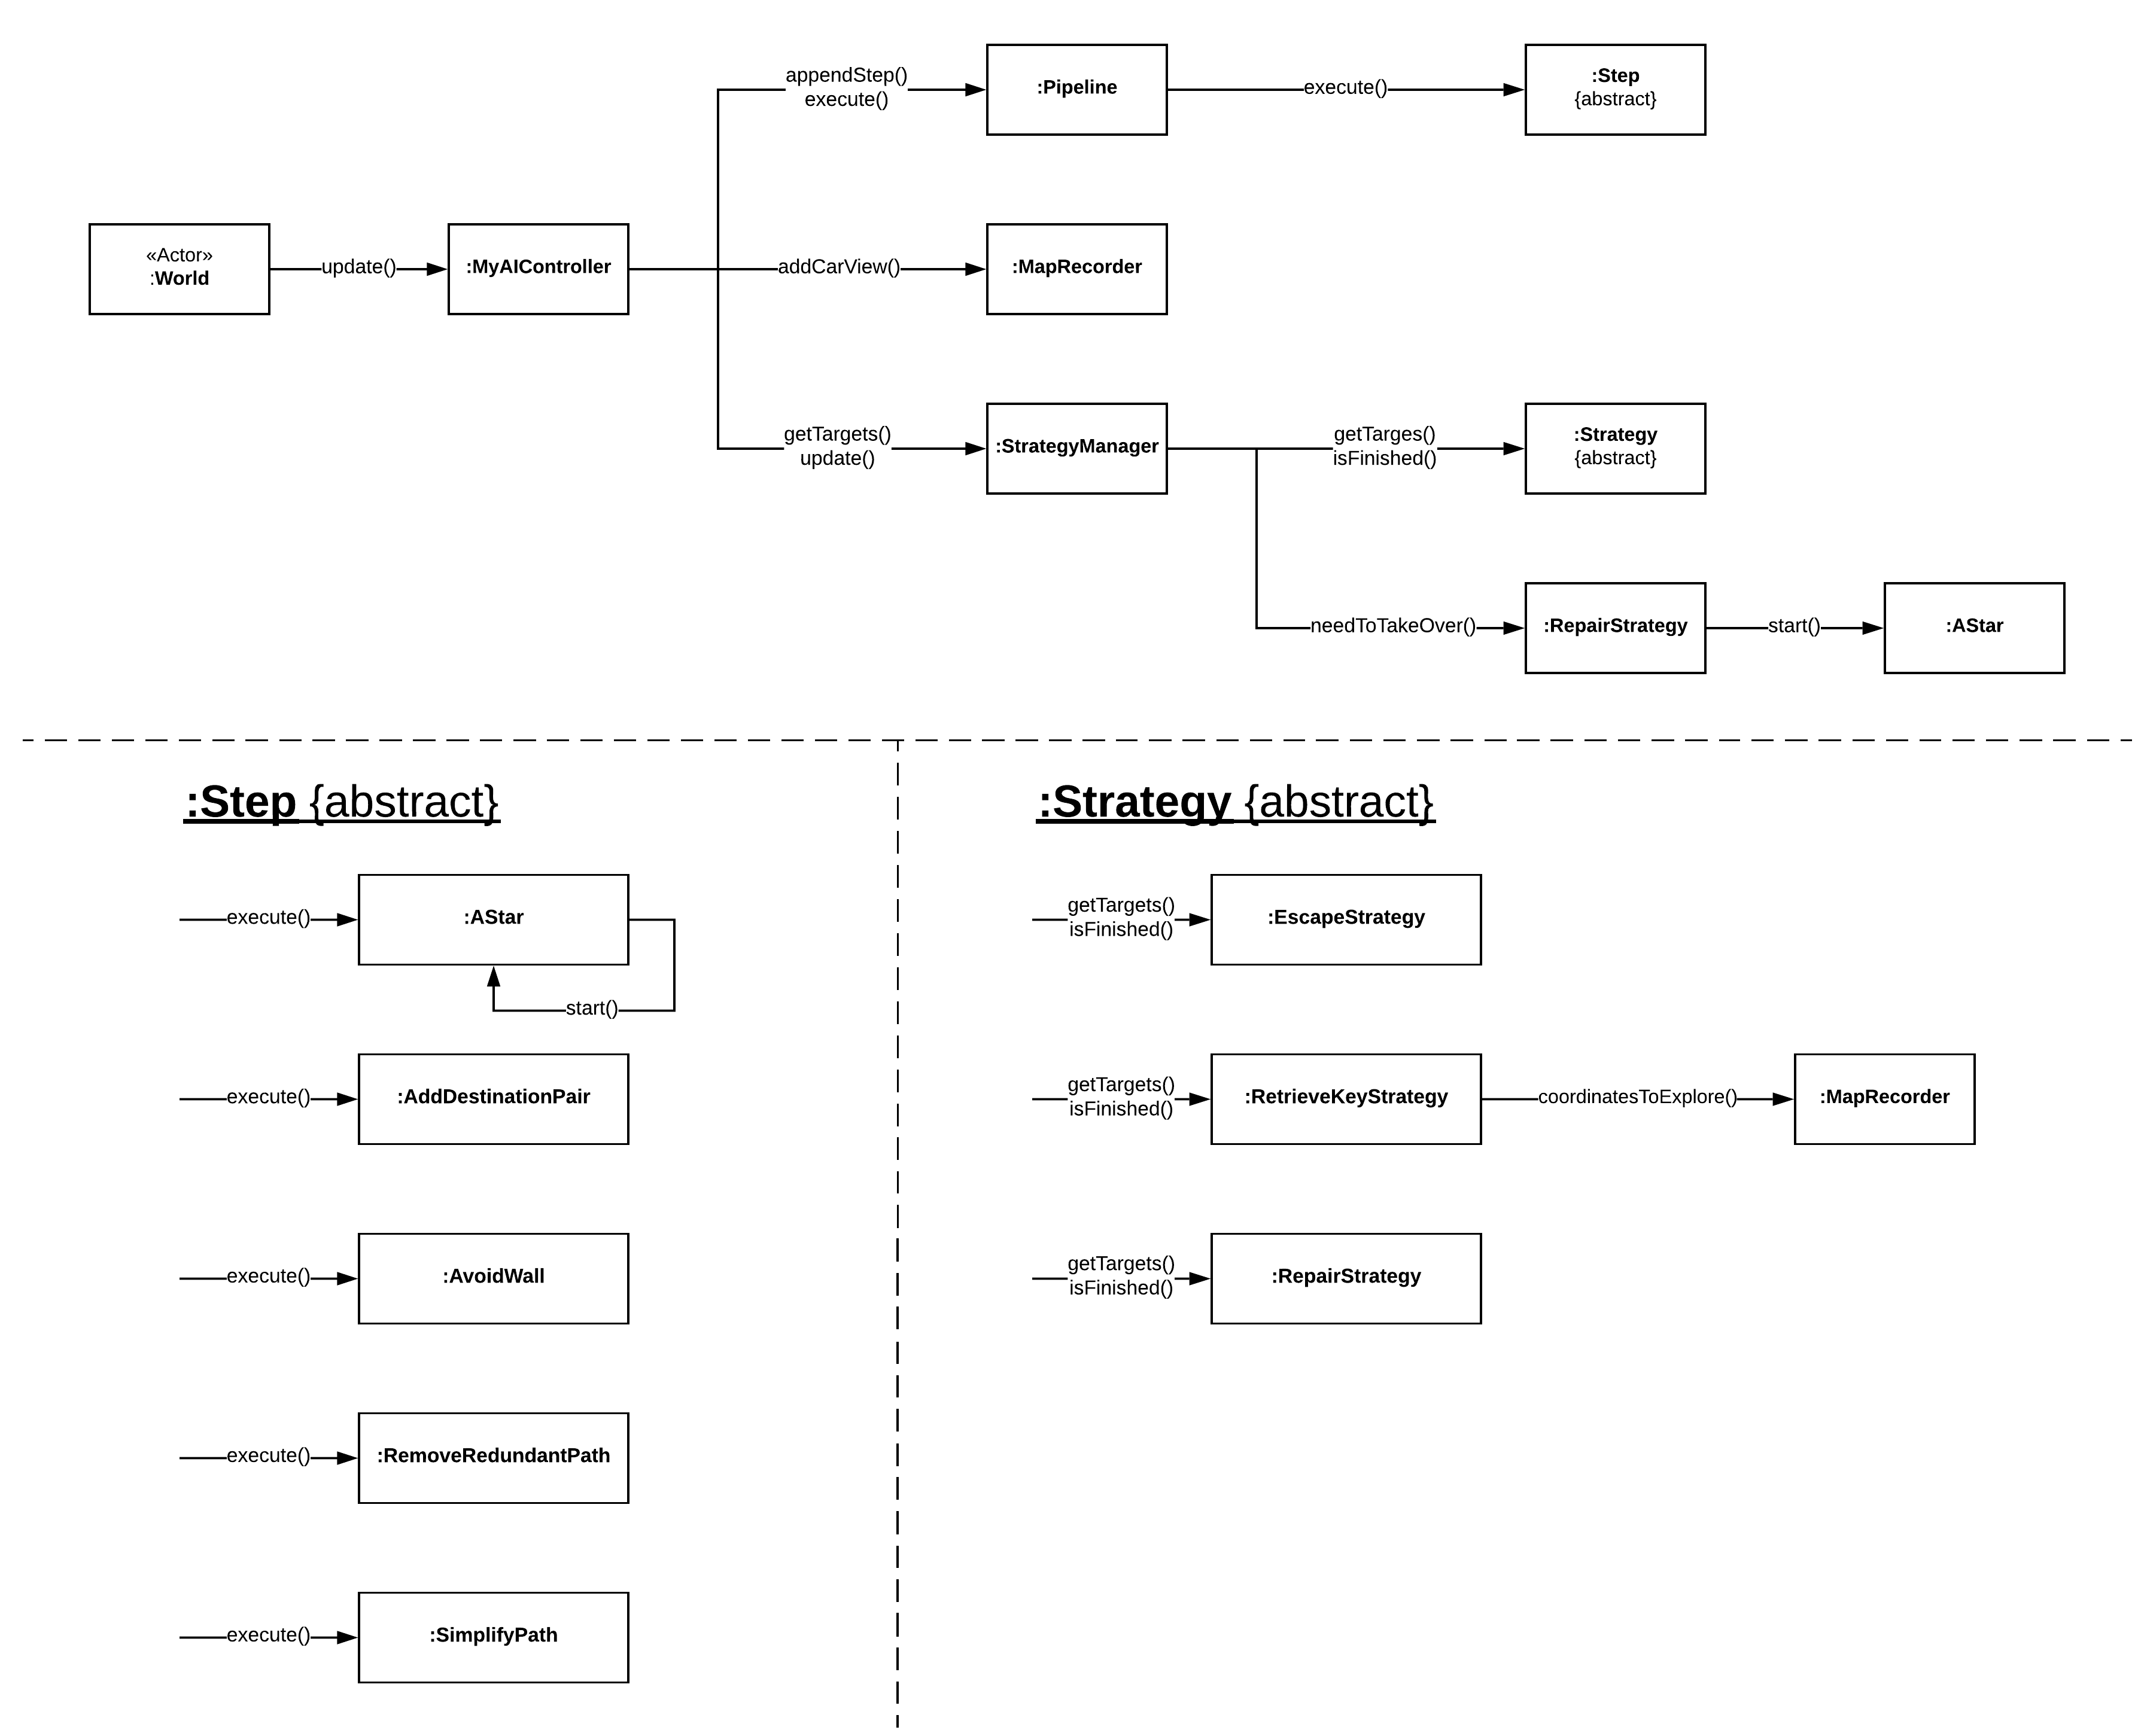 appendStep()
execute()
:Pipeline
execute()
:Step
{abstract}
«Actor»
:World
update()
:MyAIController
addCarView()
:MapRecorder
getTargets()
update()
:StrategyManager
getTarges()
isFinished()
:Strategy
{abstract}
needToTakeOver()
:RepairStrategy
start()
:AStar
:Step {abstract}
execute()
:AStar
start()
execute()
:AddDestinationPair
execute()
:AvoidWall
execute()
:RemoveRedundantPath
execute()
:SimplifyPath
:Strategy {abstract}
getTargets()
isFinished()
:EscapeStrategy
getTargets()
isFinished()
:RetrieveKeyStrategy
coordinatesToExplore()
:MapRecorder
getTargets()
isFinished()
:RepairStrategy